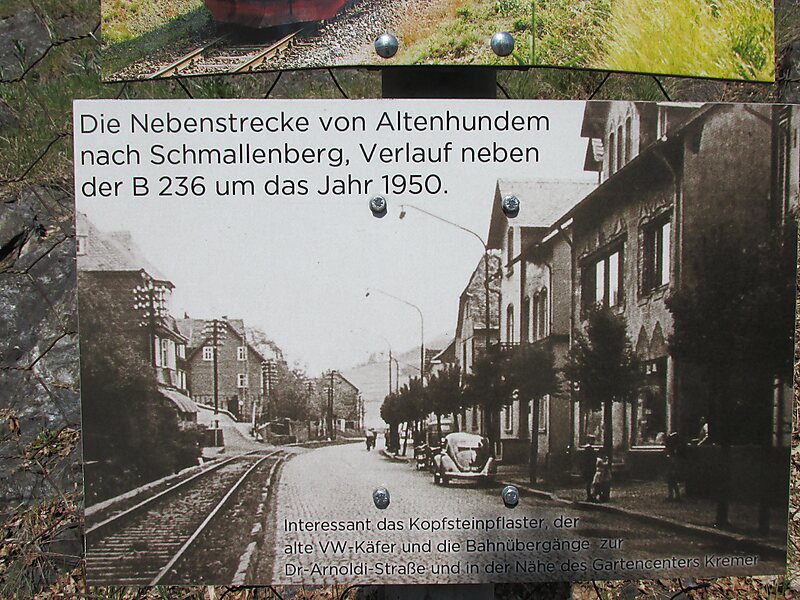 Die Nebenstrecke von Altenhundem
nach Schmallenberg, Verlauf neben
der B 236 um das Jahr 1950.
Interessant das Kopfsteinpflaster, der
alte VW-Käfer und die Bahnübergänge zur
Dr-Arnoldi-Straße und in der Nähe des Gartencenters Kremer